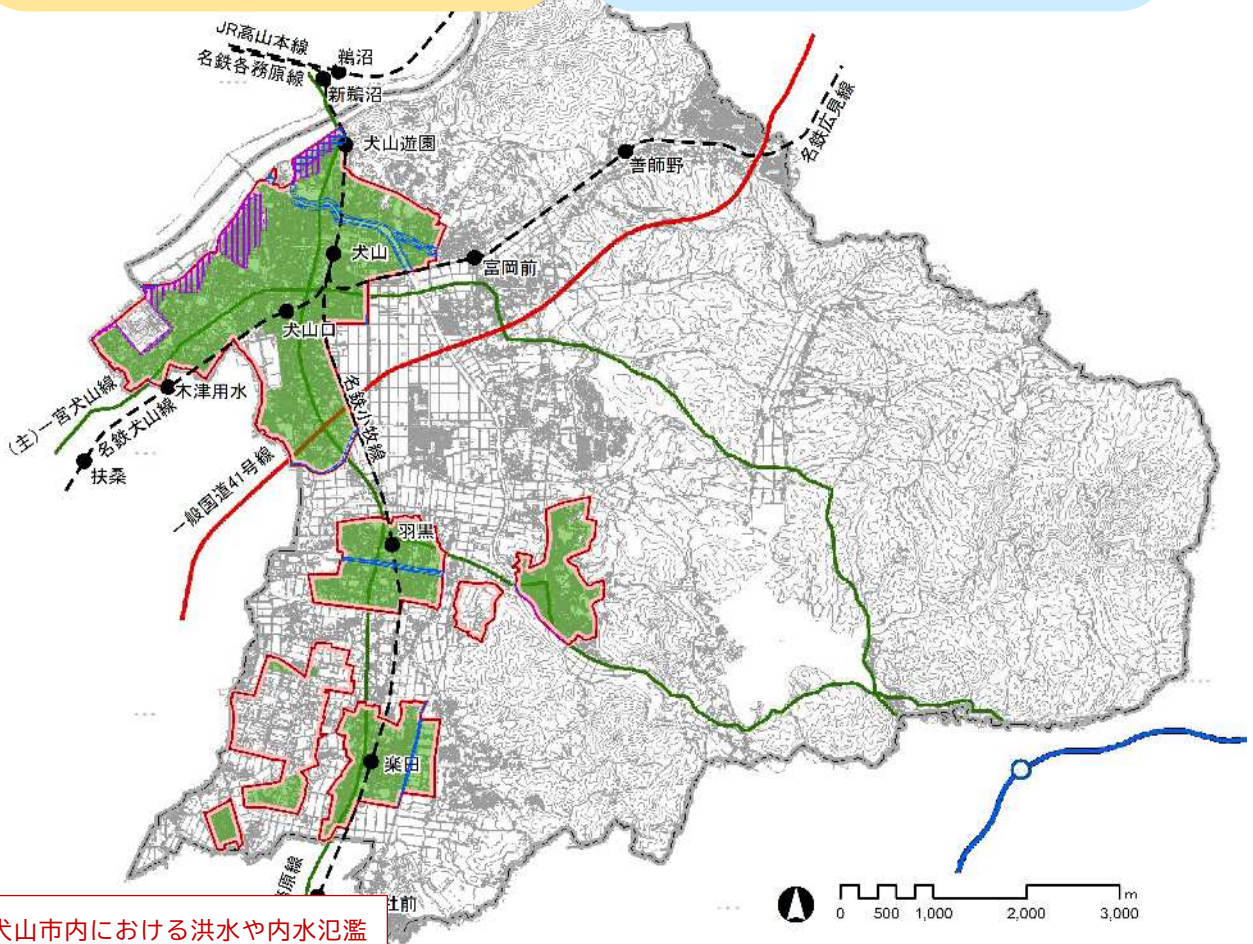 JR高山本線
鵜沼
名鉄各務原線
新鵜沼
犬山遊園
名鉄広見線
善師野
犬山
富岡前
犬山口
名鉄小牧線
木津用水
(主)一宮犬山線
名鉄犬山線
扶桑
一般国道41号線
羽黒
楽田
原線
社前
m
0 500 1,000 2,000 3,000
犬山市内における洪水や内水氾濫